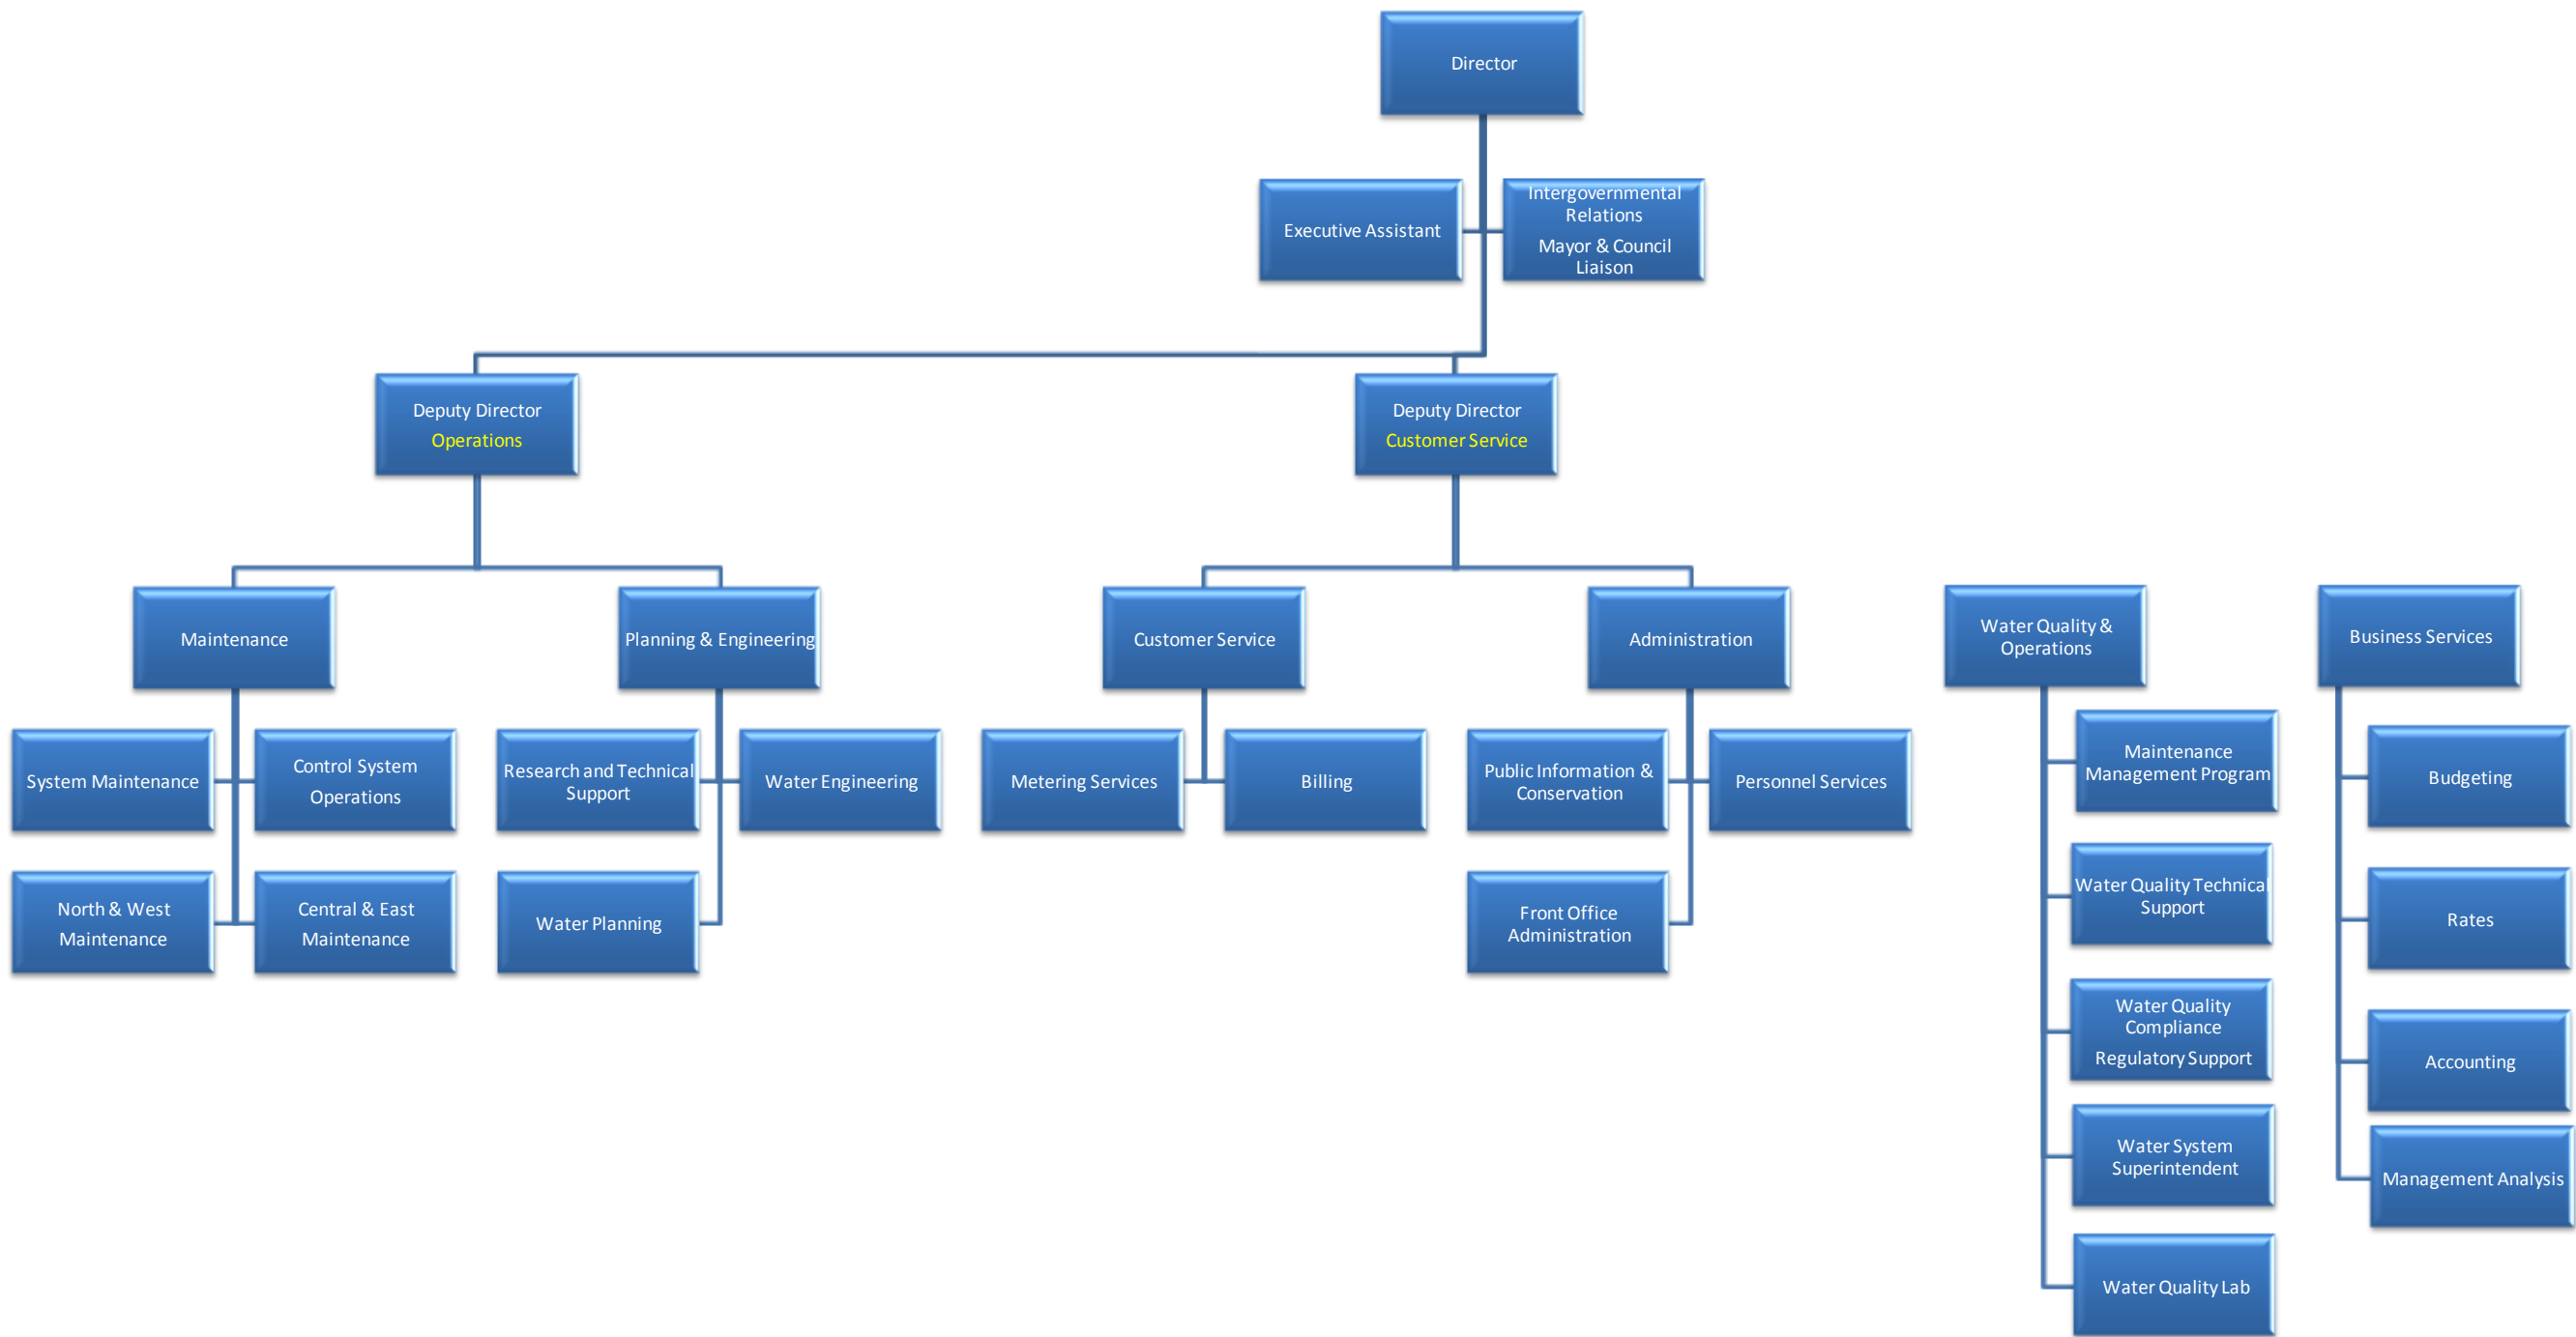 Director
Executive Assistant
Intergovernmental
Relations
Mayor & Council
Liaison
Deputy Director
Operations
Deputy Director
Customer Service
Maintenance
Planning & Engineering
Customer Service
Administration
Water Quality &
Operations
Business Services
System Maintenance
Control System
Operations
Research and Technical
Support
Water Engineering
Metering Services
Billing
Public Information &
Conservation
Personnel Services
North & West
Maintenance
Central & East
Maintenance
Water Planning
Front Office
Administration
Maintenance
Management Program
Water Quality Technical
Support
Water Quality
Compliance
Regulatory Support
Water System
Superintendent
Water Quality Lab
Budgeting
Rates
Accounting
Management Analysis